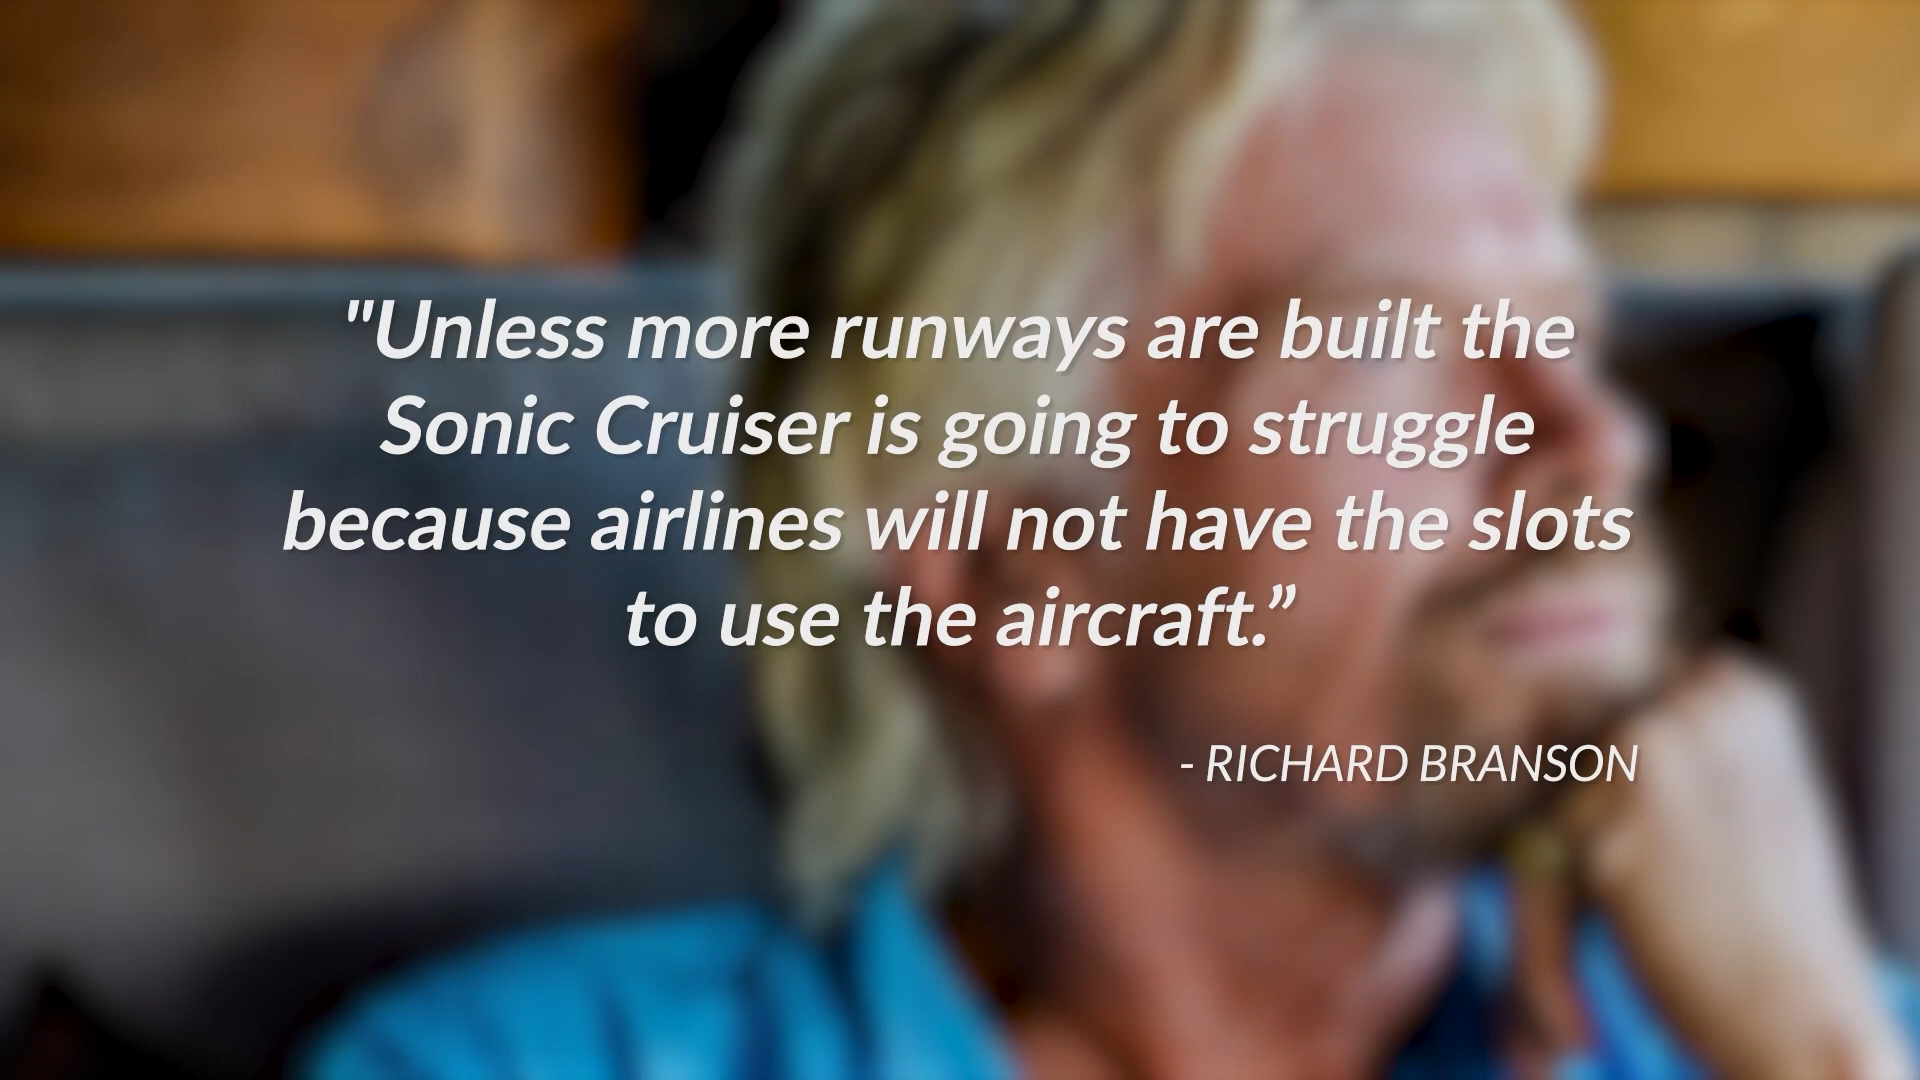 "Unless more runways are built the
Sonic Cruiser is going to struggle
because airlines will not have the slots
to use the aircraft.”
- RICHARD BRANSON